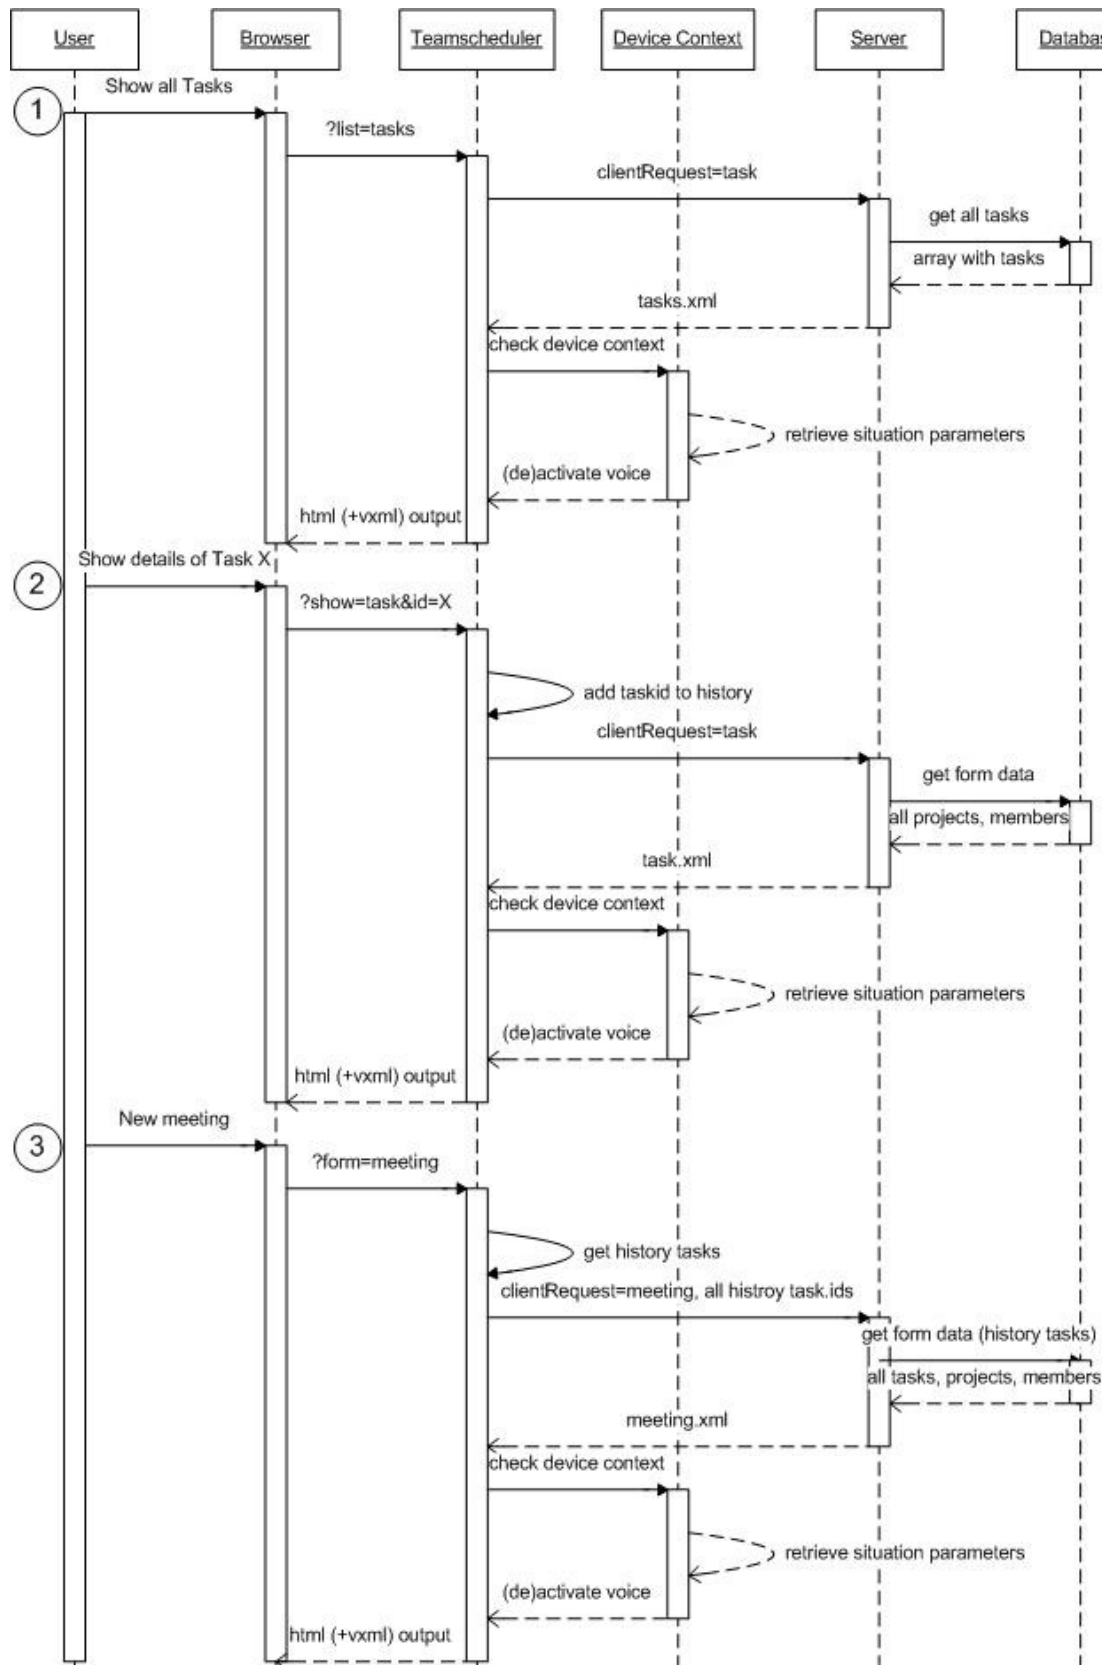 User
Browser
Teamscheduler
Device Context
Server
Databas
Show all Tasks
1
?list=tasks
clientRequest=task
get all tasks
array with tasks
tasks.xml
check device context
retrieve situation parameters
(de)activate voice
html (+vxml) output
Show details of Task X
2
?show=task&id=X
add taskid to history
clientRequest=task
get form data
all projects, members
task.xml
check device context
retrieve situation parameters
(de)activate voice
html (+vxml) output
New meeting
3
?form=meeting
get history tasks
clientRequest=meeting, all histroy task.ids
get form data (history tasks)
all tasks, projects, members
meeting.xml
check device context
retrieve situation parameters
(de)activate voice
html (+vxml) output